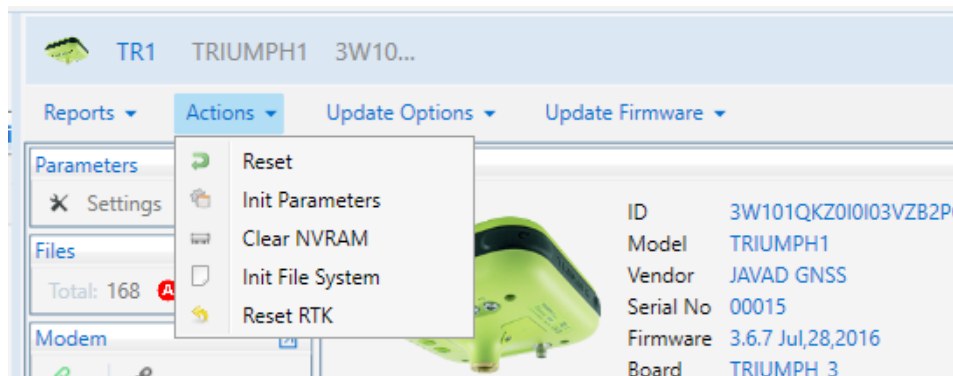 TR1 TRIUMPH1 3W10...
Reports Actions Update Options Update Firmware
Parameters
Settings
Files
Total: 168
Modem
Reset
Init Parameters
Clear NVRAM
Init File System
Reset RTK
ID 3W101QKZ0I0I03VZB2P
Model TRIUMPH1
Vendor JAVAD GNSS
Serial No 00015
Firmware 3.6.7 Jul,28,2016
Board TRIUMPH_3